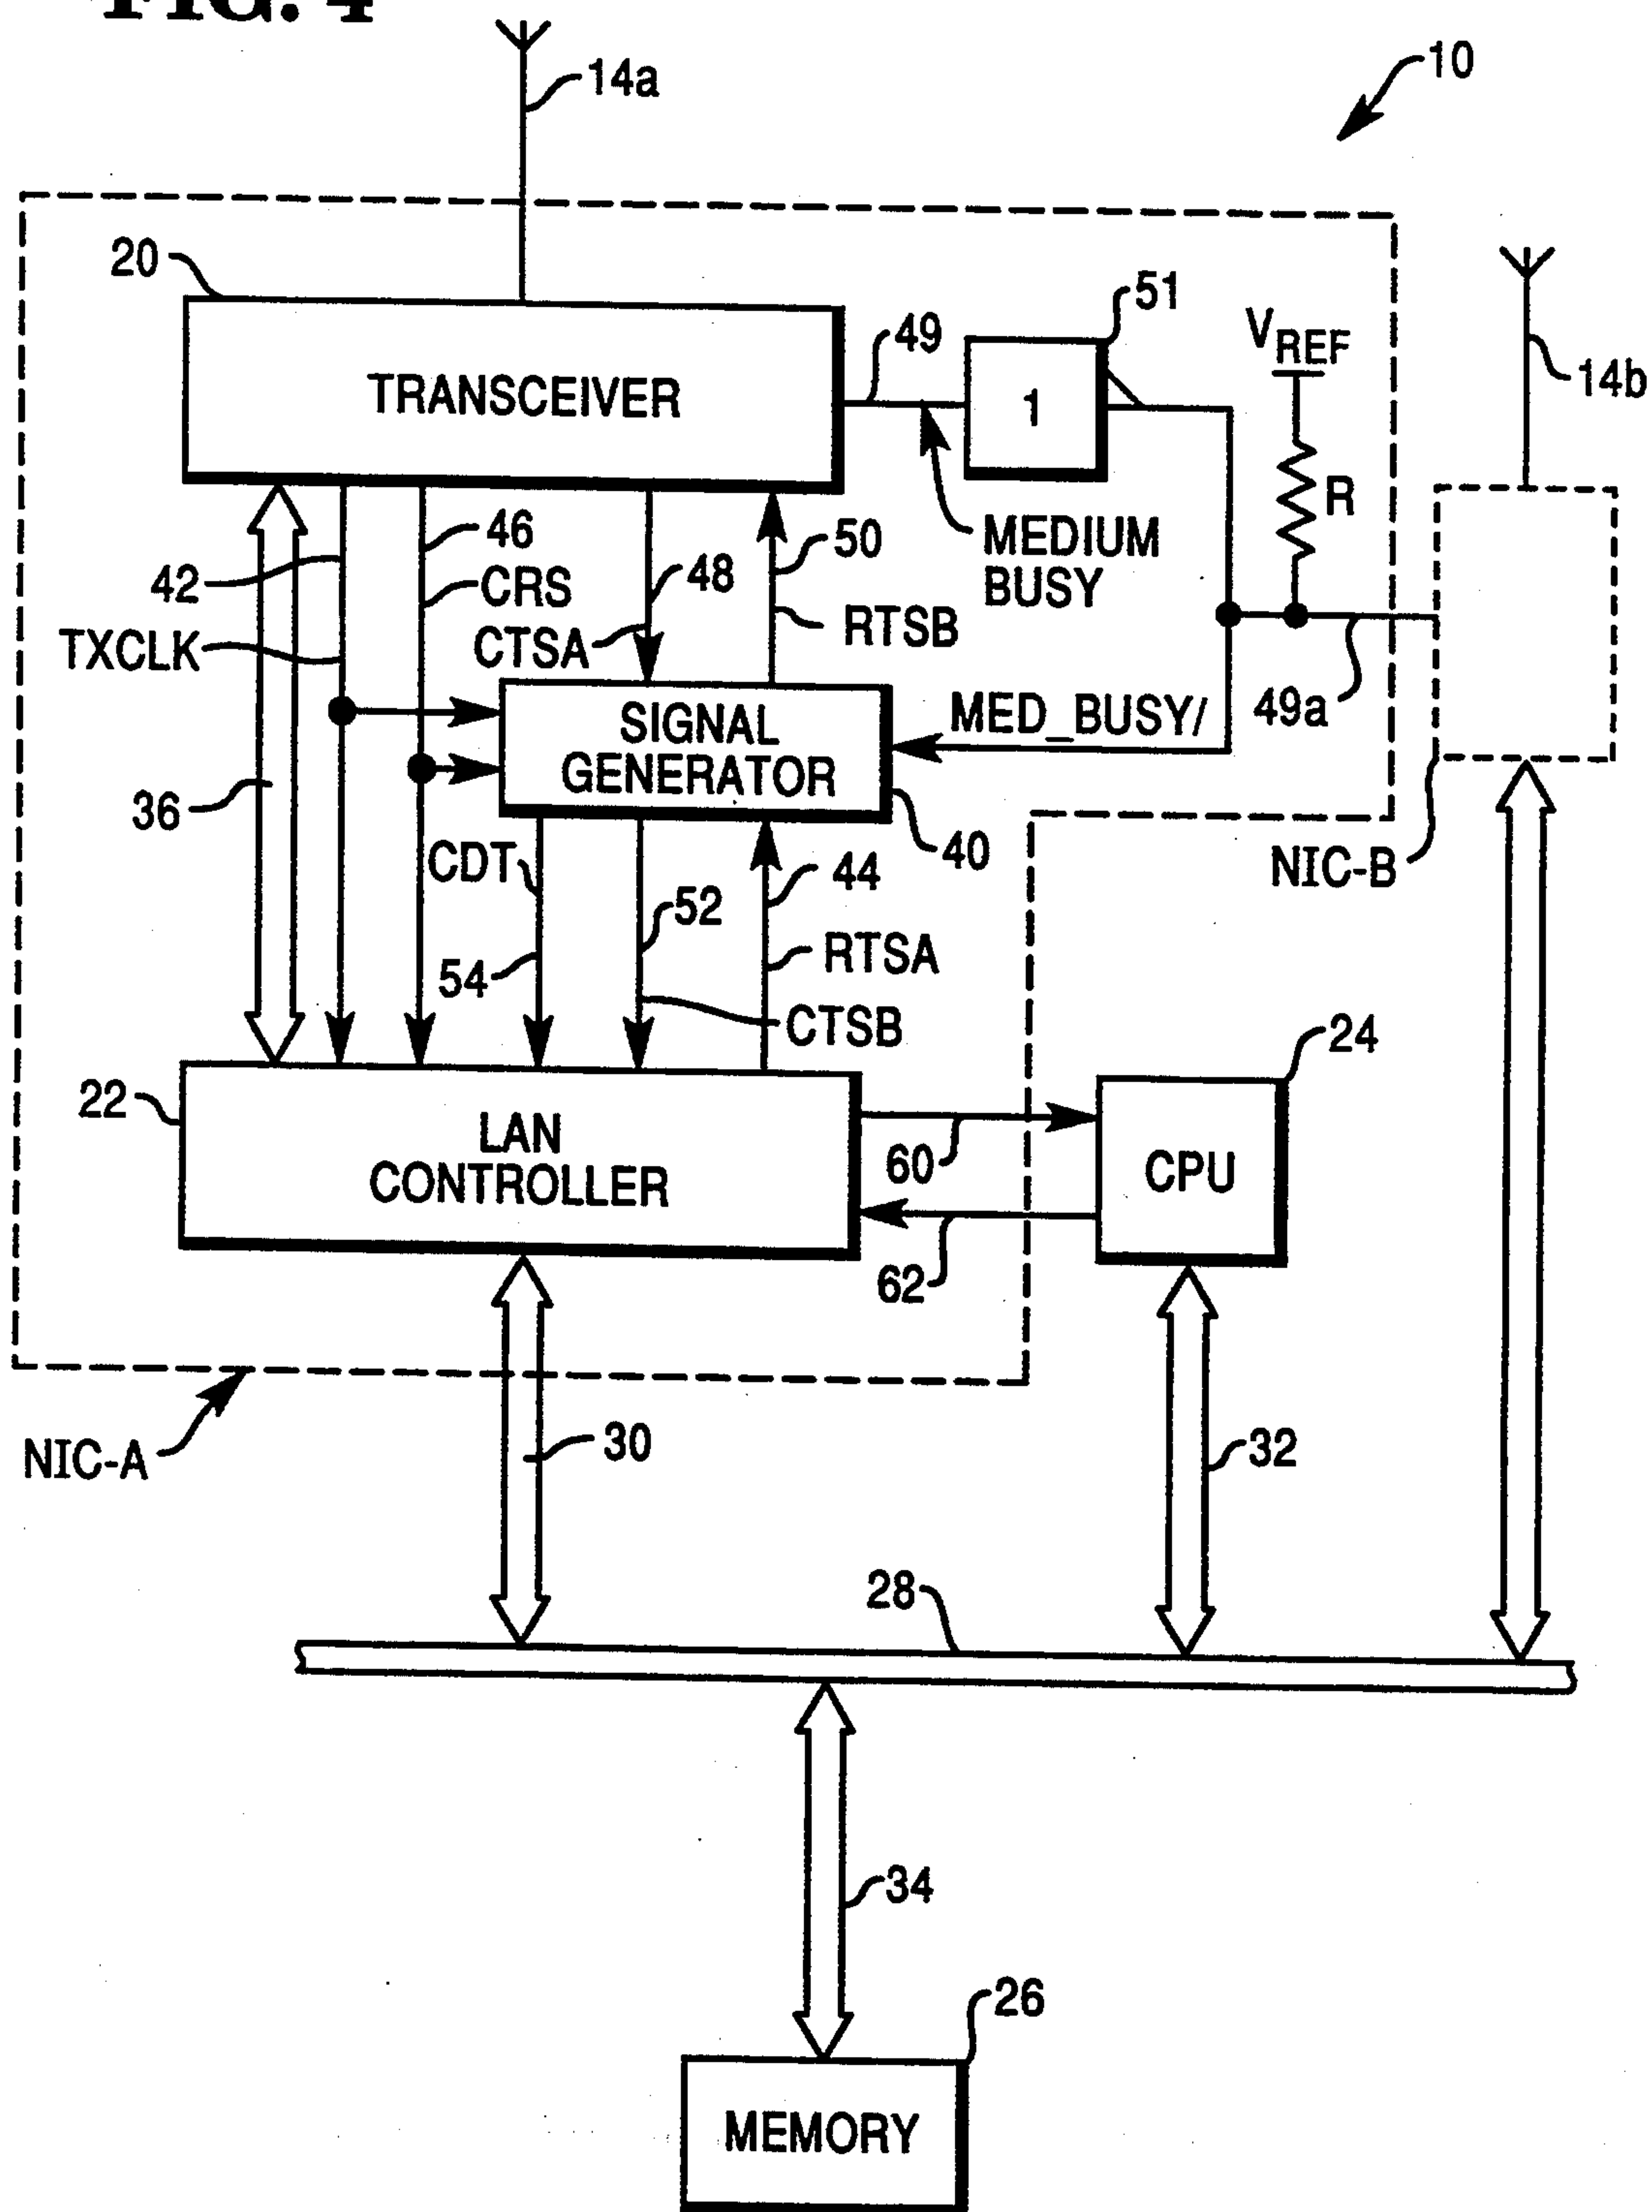 FIG. 4
14a
10
20
51
49
V REF
14b
TRANSCEIVER
1
R
46
50
MEDIUM
BUSY
42
CRS
48
CTSA
RTSB
TXCLK
49a
MED_BUSY/
SIGNAL
GENERATOR
36
40
NIC-B
CDT
44
52
RTSA
54
CTSB
24
22
LAN
CONTROLLER
60
CPU
62
NIC-A
30
32
28
34
26
MEMORY